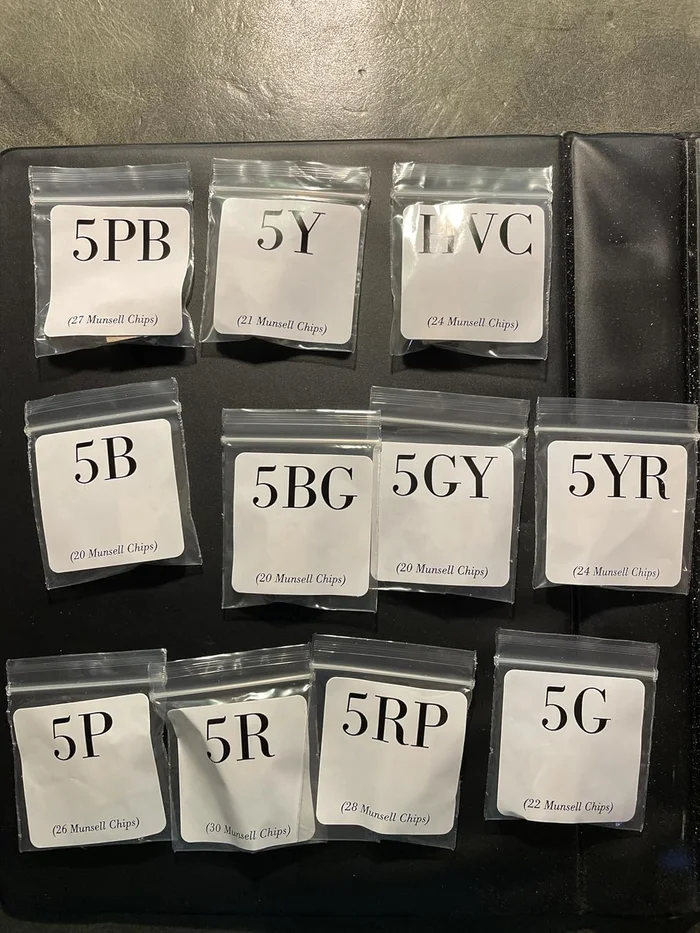 5PB
(27 Munsell Chips)
5Y
(21 Munsell Chips)
HVC
(24 Munsell Chips)
5B
(20 Munsell Chips)
5BG
(20 Munsell Chips)
5GY
(20 Munsell Chips)
5YR
(24 Munsell Chips)
5P
(26 Munsell Chips)
5R
(30 Munsell Chips)
5RP
(28 Munsell Chips)
5G
(22 Munsell Chips)